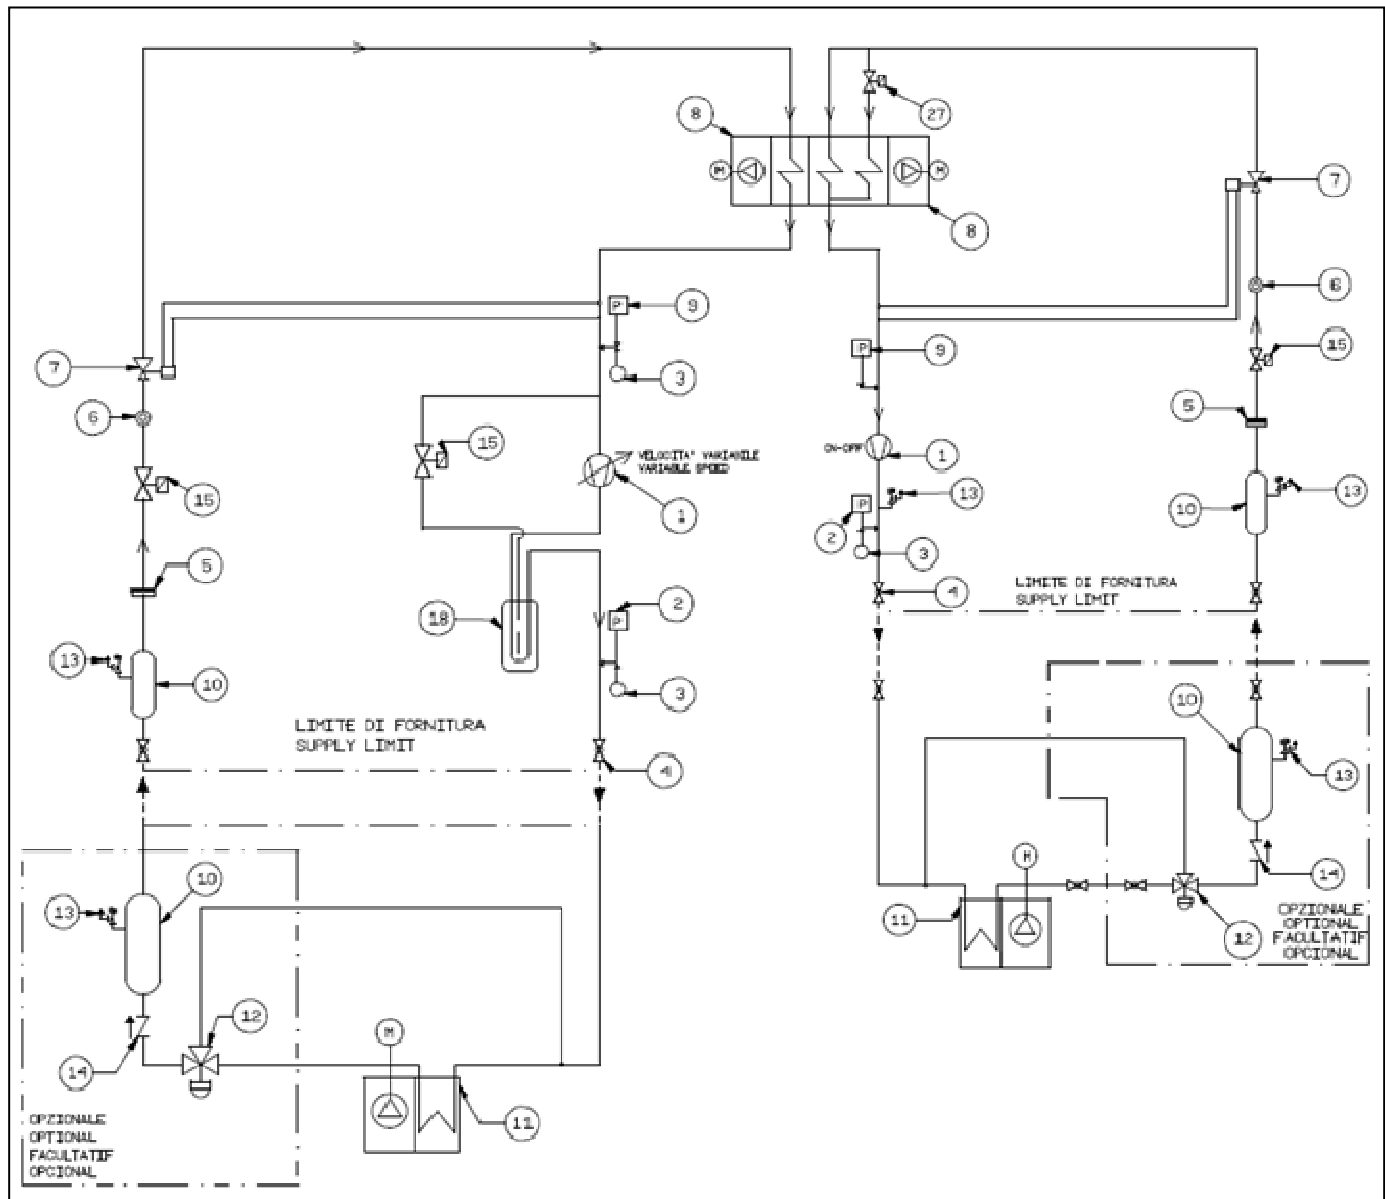 8
27
M
M
8
7
7
9
6
3
9
6
15
5
15
15
VELOCITA' VARIABILE
VARIABLE SPEED
1
ON-OFF
1
13
10
13
P
P
P
P
2
3
5
18
2
4
LIMITE DI FORNITURA
SUPPLY LIMIT
13
10
3
LIMITE DI FORNITURA
SUPPLY LIMIT
4
10
13
10
13
12
14
M
11
14
11
12
OPZIONALE
OPTIONAL
FACULTATIF
OPCIONAL
OPZIONALE
OPTIONAL
FACULTATIF
OPCIONAL